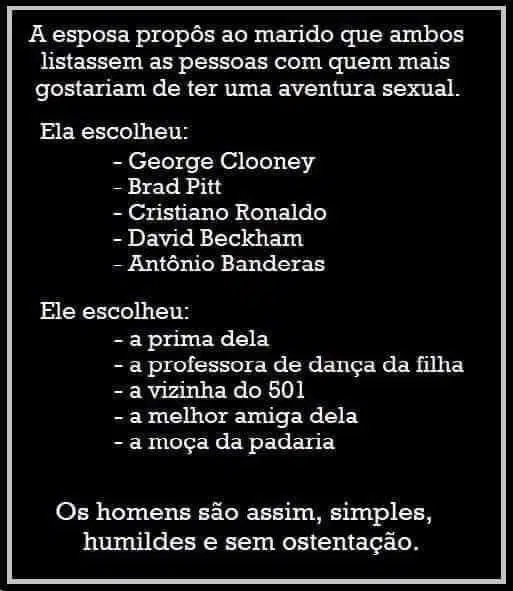 A esposa propôs ao marido que ambos
listassem as pessoas com quem mais
gostariam de ter uma aventura sexual.
Ela escolheu:
- George Clooney
- Brad Pitt
- Cristiano Ronaldo
- David Beckham
- Antônio Banderas
Ele escolheu:
- a prima dela
- a professora de dança da filha
- a vizinha do 501
- a melhor amiga dela
- a moça da padaria
Os homens são assim, simples,
humildes e sem ostentação.